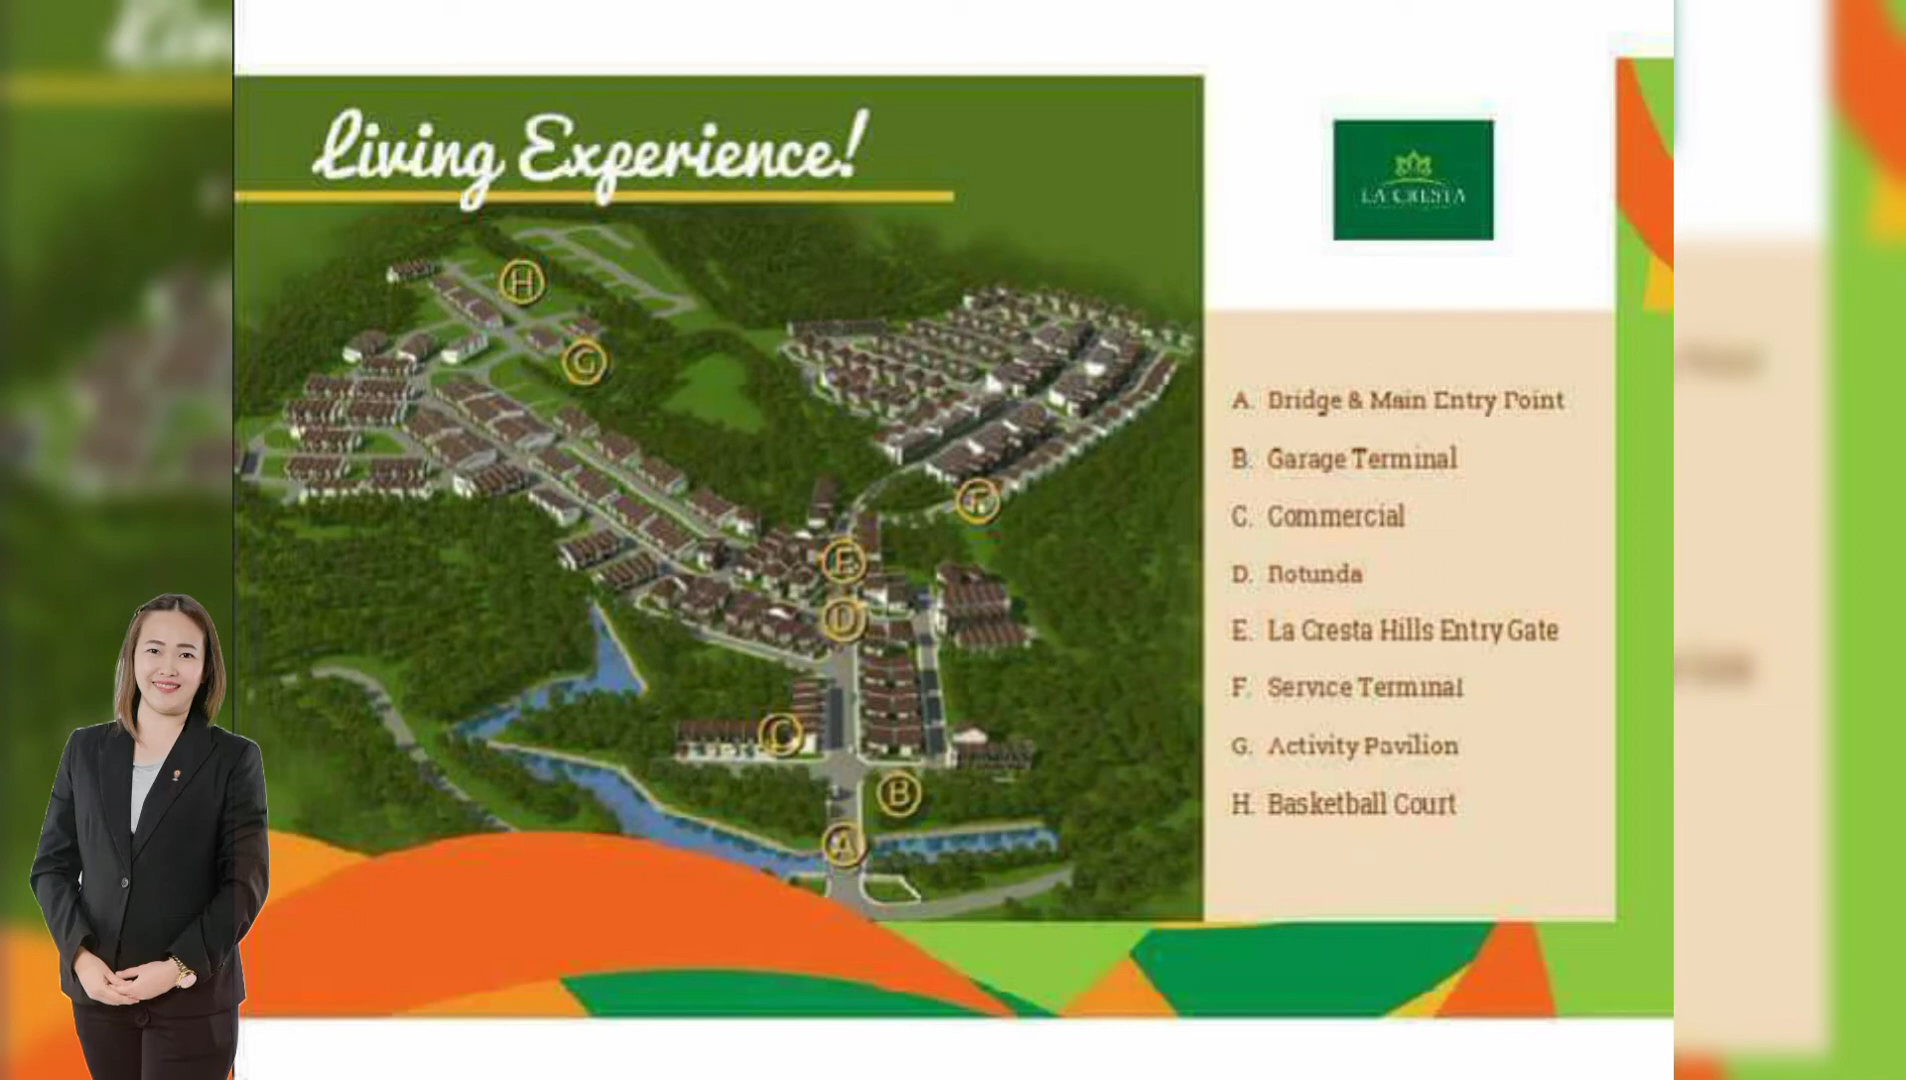 Living Experience!
LA CRESTA
H
G
F
E
D
C
B
A
A. Bridge & Main Entry Point
B. Garage Terminal
C. Commercial
D. Rotunda
E. La Cresta Hills Entry Gate
F. Service Terminal
G. Activity Pavilion
H. Basketball Court